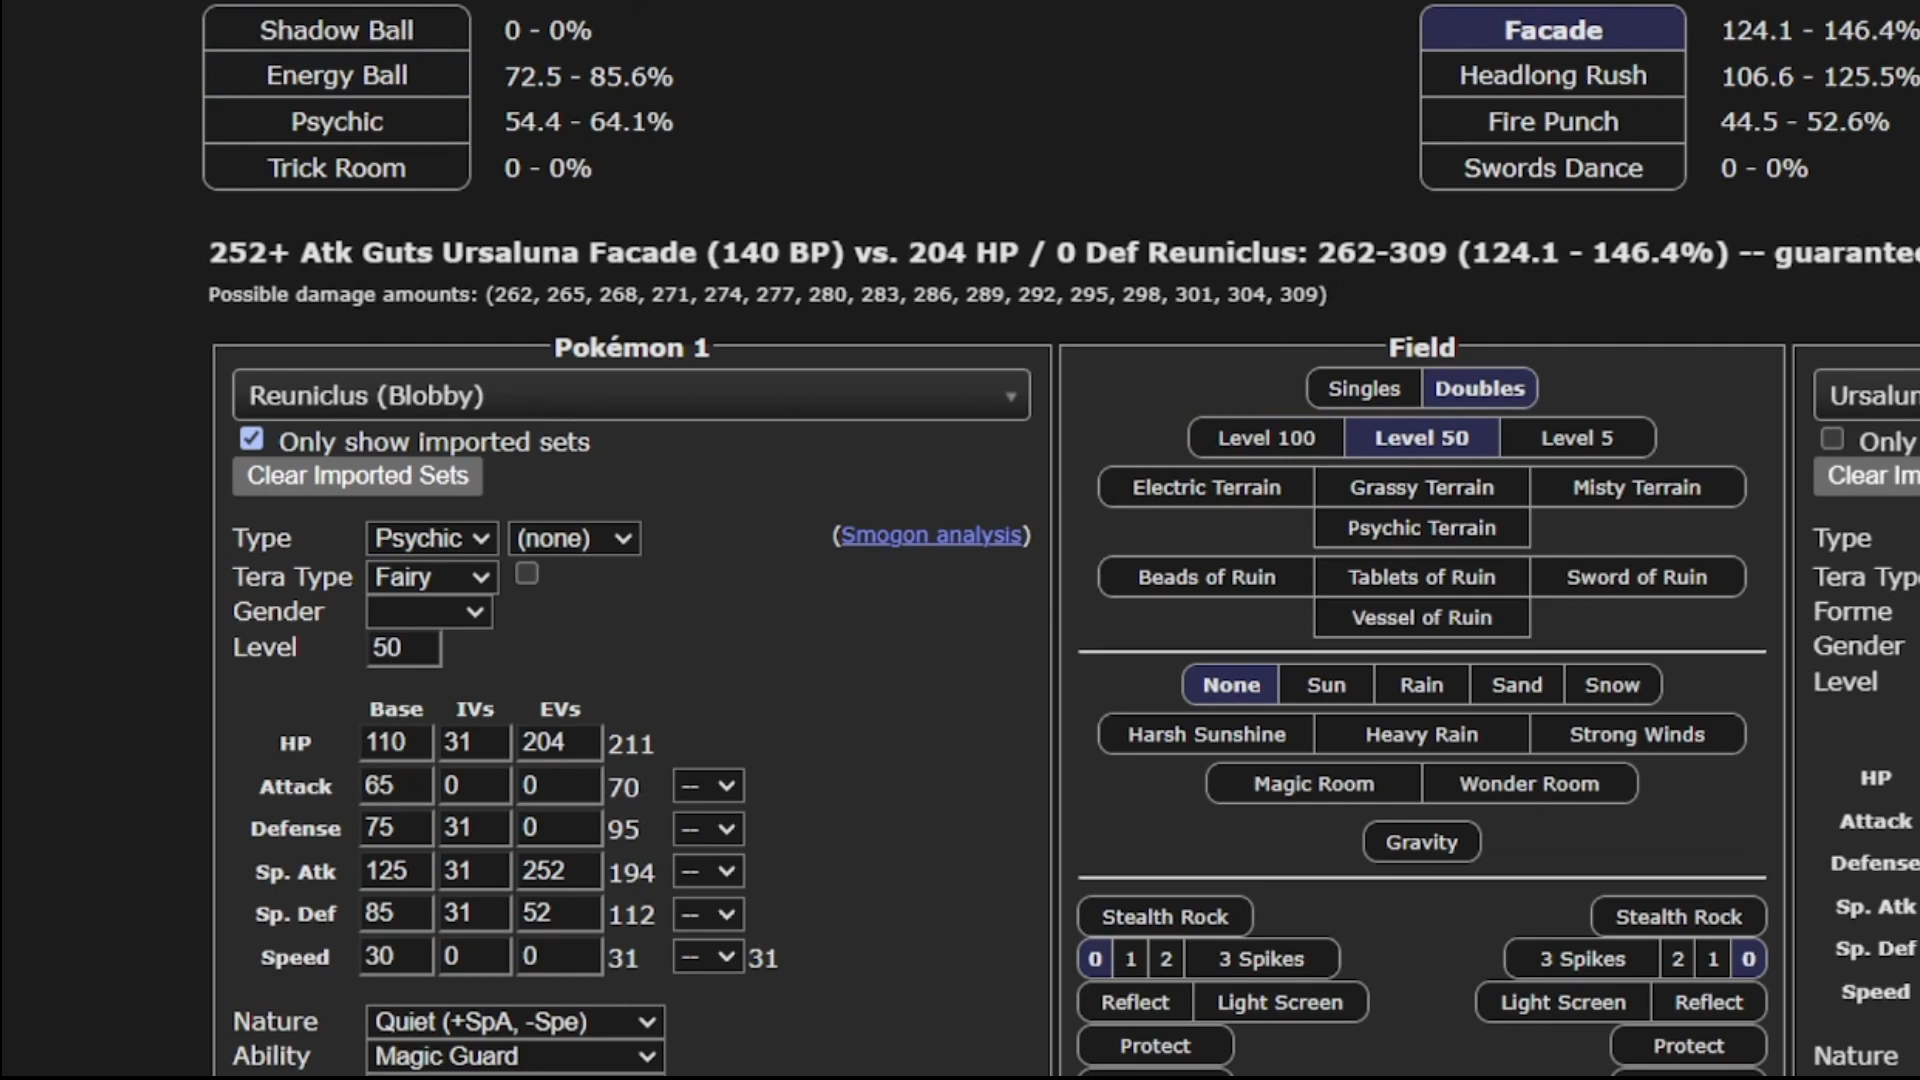 Shadow Ball 0 - 0%
Energy Ball 72.5 - 85.6%
Psychic 54.4 - 64.1%
Trick Room 0 - 0%
Facade 124.1 - 146.4%
Headlong Rush 106.6 - 125.5%
Fire Punch 44.5 - 52.6%
Swords Dance 0 - 0%
252+ Atk Guts Ursaluna Facade (140 BP) vs. 204 HP / 0 Def Reuniclus: 262-309 (124.1 - 146.4%) -- guarantee
Possible damage amounts: (262, 265, 268, 271, 274, 277, 280, 283, 286, 289, 292, 295, 298, 301, 304, 309)
Pokémon 1
Reuniclus (Blobby)
Only show imported sets
Clear Imported Sets
Type Psychic (none) (Smogon analysis)
Tera Type Fairy
Gender
Level 50
Base IVs EVs
HP 110 31 204 211
Attack 65 0 0 70 --
Defense 75 31 0 95 --
Sp. Atk 125 31 252 194 --
Sp. Def 85 31 52 112 --
Speed 30 0 0 31 -- 31
Nature Quiet (+SpA, -Spe)
Ability Magic Guard
Field
Singles Doubles
Level 100 Level 50 Level 5
Electric Terrain Grassy Terrain Misty Terrain
Psychic Terrain
Beads of Ruin Tablets of Ruin Sword of Ruin
Vessel of Ruin
None Sun Rain Sand Snow
Harsh Sunshine Heavy Rain Strong Winds
Magic Room Wonder Room
Gravity
Stealth Rock Stealth Rock
0 1 2 3 Spikes 3 Spikes 2 1 0
Reflect Light Screen Light Screen Reflect
Protect Protect
Ursalun
Only
Clear Im
Type
Tera Type
Forme
Gender
Level
HP
Attack
Defense
Sp. Atk
Sp. Def
Speed
Nature